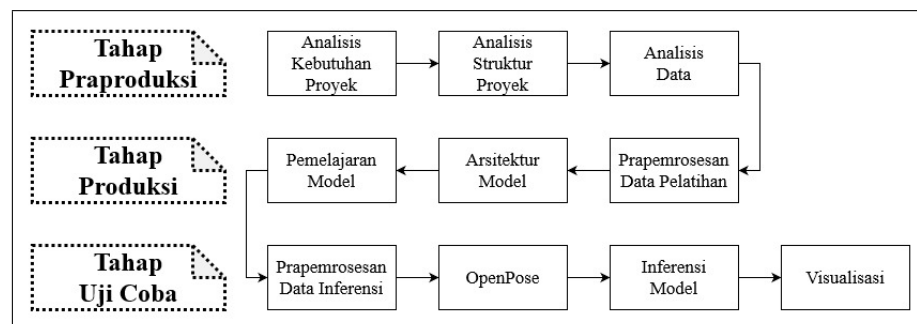 Tahap
Praproduksi
Analisis
Kebutuhan
Proyek
Analisis
Struktur
Proyek
Analisis
Data
Tahap
Produksi
Pemelajaran
Model
Arsitektur
Model
Prapemrosesan
Data Pelatihan
Tahap
Uji Coba
Prapemrosesan
Data Inferensi
OpenPose
Inferensi
Model
Visualisasi